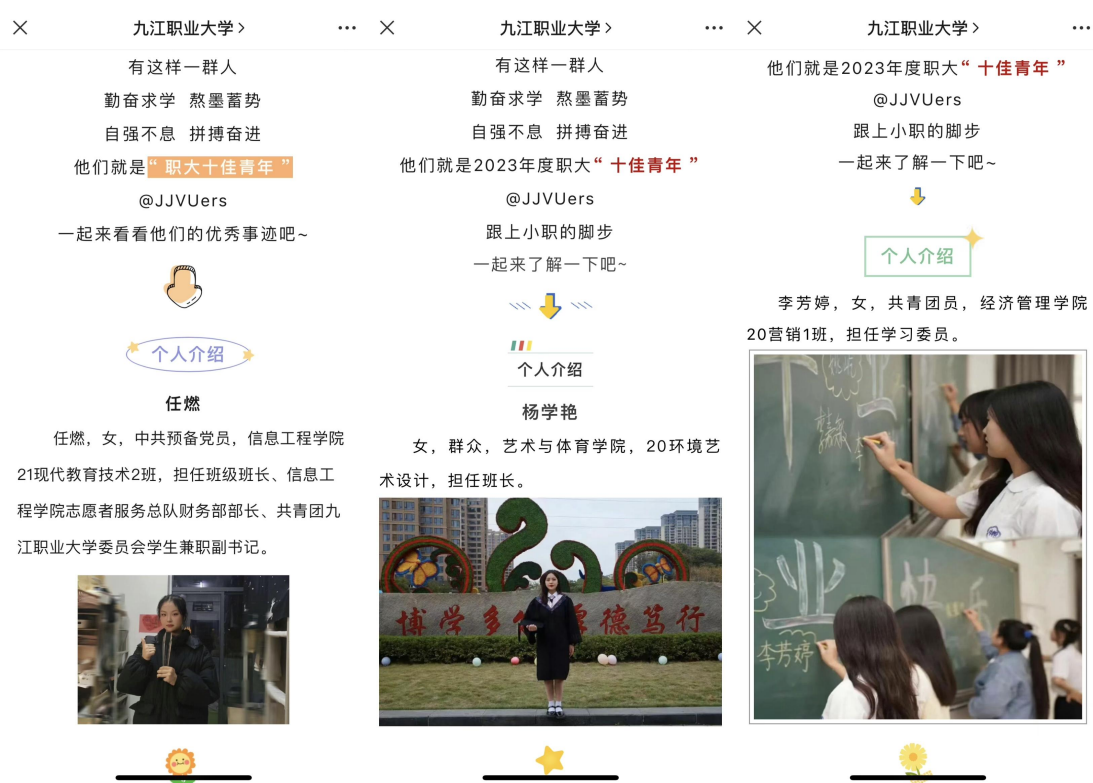 九江职业大学
有这样一群人
勤奋求学 熬墨蓄势
自强不息 拼搏奋进
他们就是“职大十佳青年”
@JJVUers
一起来看看他们的优秀事迹吧~
个人介绍
任燃
任燃，女，中共预备党员，信息工程学院
21现代教育技术2班，担任班级班长、信息工
程学院志愿者服务总队财务部部长、共青团九
江职业大学委员会学生兼职副书记。
九江职业大学
有这样一群人
勤奋求学 熬墨蓄势
自强不息 拼搏奋进
他们就是2023年度职大“十佳青年”
@JJVUers
跟上小职的脚步
一起来了解一下吧~
个人介绍
杨学艳
女，群众，艺术与体育学院，20环境艺
术设计，担任班长。
博学多 德笃行
九江职业大学
他们就是2023年度职大“十佳青年”
@JJVUers
跟上小职的脚步
一起来了解一下吧~
个人介绍
李芳婷，女，共青团员，经济管理学院
20营销1班，担任学习委员。
业
李
业 快乐
李芳婷